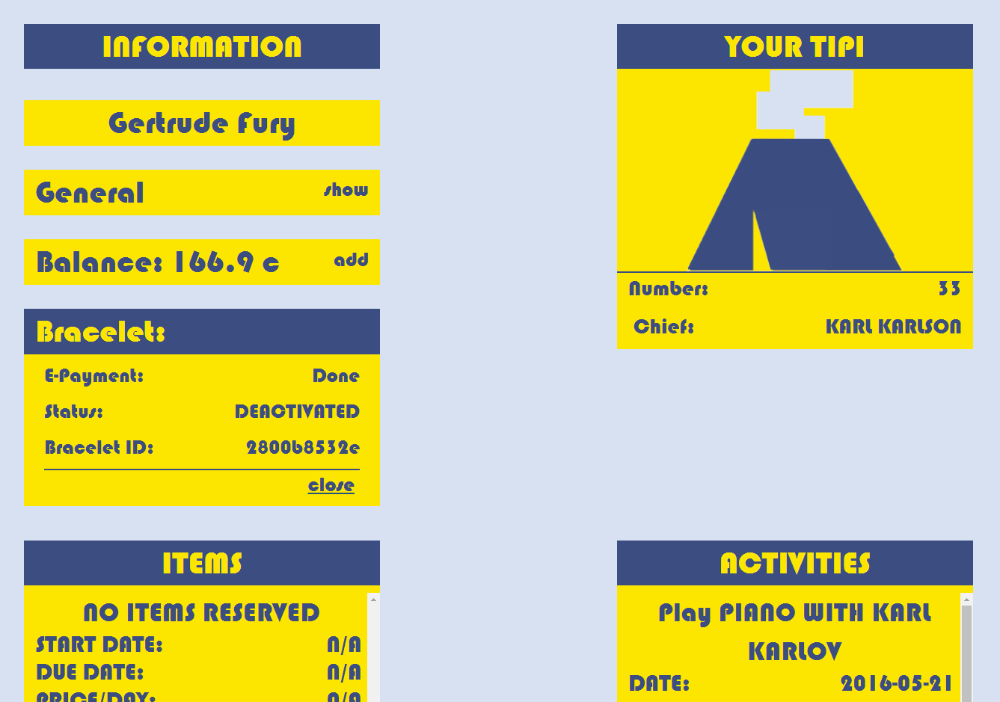 INFORMATION
Gertrude Fury
General show
Balance: 166.9 c add
Bracelet:
E-Payment: Done
Status: DEACTIVATED
Bracelet ID: 2800b8532e
close
YOUR TIPI
Number: 33
Chief: KARL KARLSON
ITEMS
NO ITEMS RESERVED
START DATE: N/A
DUE DATE: N/A
PRICE/DAY: N/A
ACTIVITIES
Play PIANO WITH KARL
KARLOV
DATE: 2016-05-21